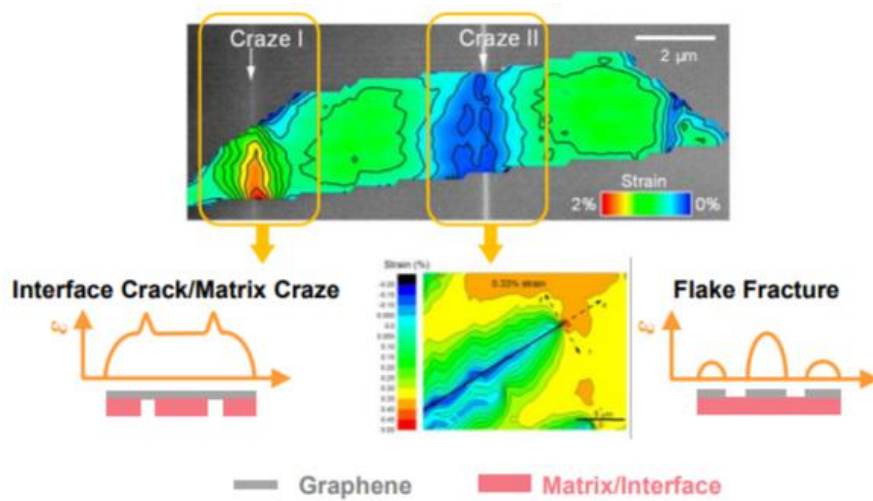 Craze I
Craze II
2 μm
Strain
2%
0%
Interface Crack/Matrix Craze
Strain (%)
0.33% strain
Flake Fracture
ε
ε
Graphene
Matrix/Interface